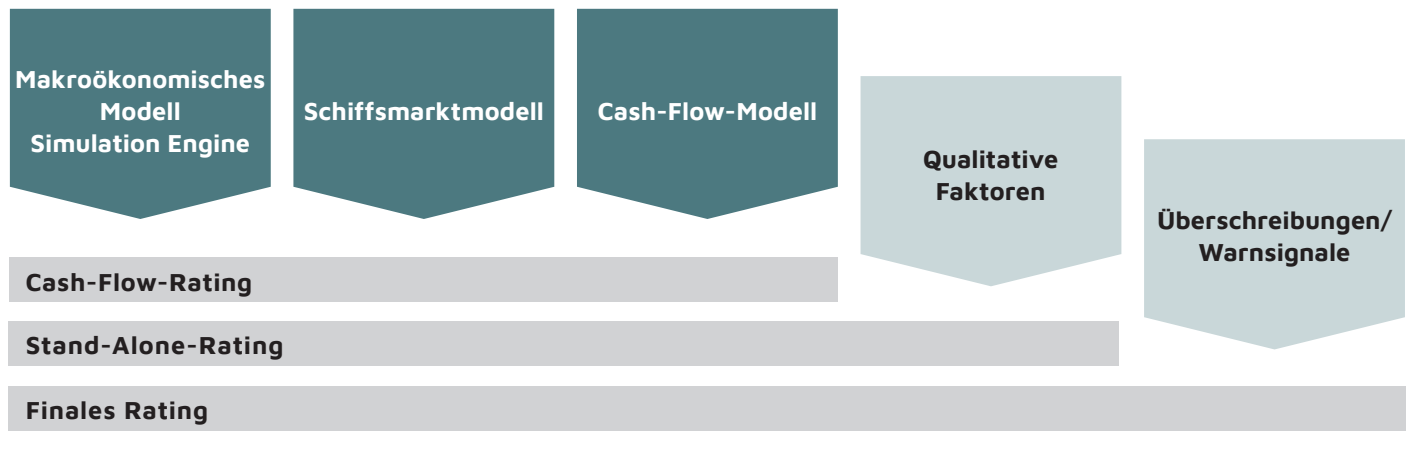 Makroökonomisches
Modell
Simulation Engine
Schiffsmarktmodell
Cash-Flow-Modell
Qualitative
Faktoren
Überschreibungen/
Warnsignale
Cash-Flow-Rating
Stand-Alone-Rating
Finales Rating